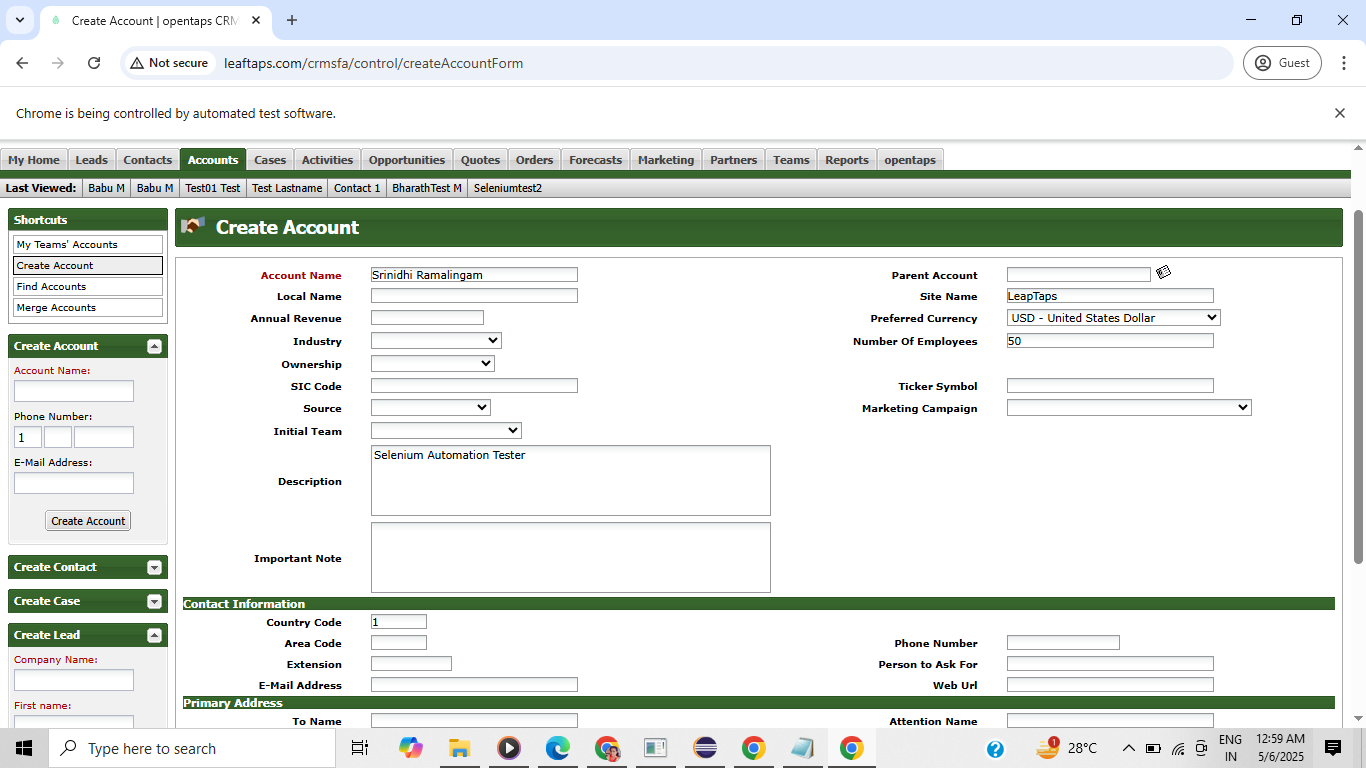 Create Account | opentaps CRM
Not secure
leaftaps.com/crmsfa/control/createAccountForm
Guest
Chrome is being controlled by automated test software.
My Home Leads Contacts Accounts Cases Activities Opportunities Quotes Orders Forecasts Marketing Partners Teams Reports opentaps
Last Viewed: Babu M Babu M Test01 Test Test Lastname Contact 1 BharathTest M Seleniumtest2
Shortcuts
My Teams' Accounts
Create Account
Find Accounts
Merge Accounts
Create Account
Account Name:
Phone Number:
1
E-Mail Address:
Create Account
Create Contact
Create Case
Create Lead
Company Name:
First name:
Create Account
Account Name Srinidhi Ramalingam Parent Account
Local Name Site Name LeapTaps
Annual Revenue Preferred Currency USD - United States Dollar
Industry Number Of Employees 50
Ownership
SIC Code Ticker Symbol
Source Marketing Campaign
Initial Team
Description Selenium Automation Tester
Important Note
Contact Information
Country Code 1
Area Code Phone Number
Extension Person to Ask For
E-Mail Address Web Url
Primary Address
To Name Attention Name
Type here to search
1
28°C
ENG
IN
12:59 AM
5/6/2025